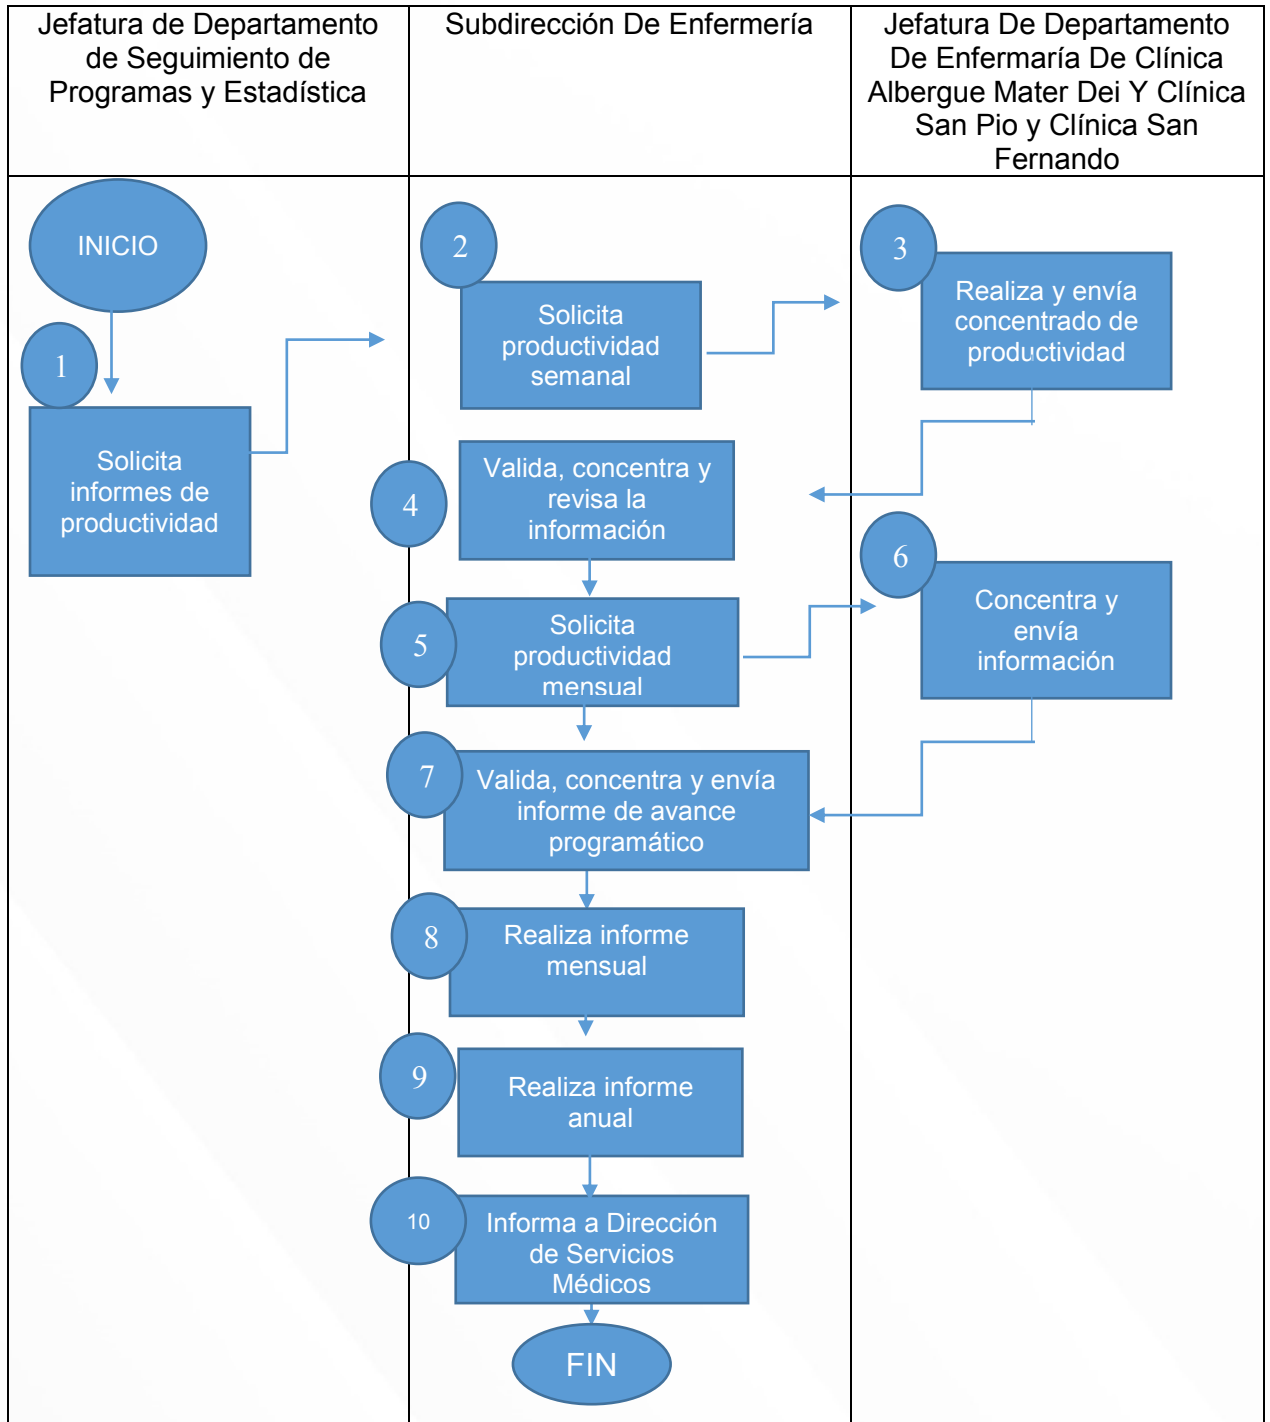 Jefatura de Departamento
de Seguimiento de
Programas y Estadística
Subdirección De Enfermería
Jefatura De Departamento
De Enfermaría De Clínica
Albergue Mater Dei Y Clínica
San Pio y Clínica San
Fernando
INICIO
1
Solicita
informes de
productividad
2
Solicita
productividad
semanal
3
Realiza y envía
concentrado de
productividad
4
Valida, concentra y
revisa la
información
5
Solicita
productividad
mensual
6
Concentra y
envía
información
7
Valida, concentra y envía
informe de avance
programático
8
Realiza informe
mensual
9
Realiza informe
anual
10
Informa a Dirección
de Servicios
Médicos
FIN